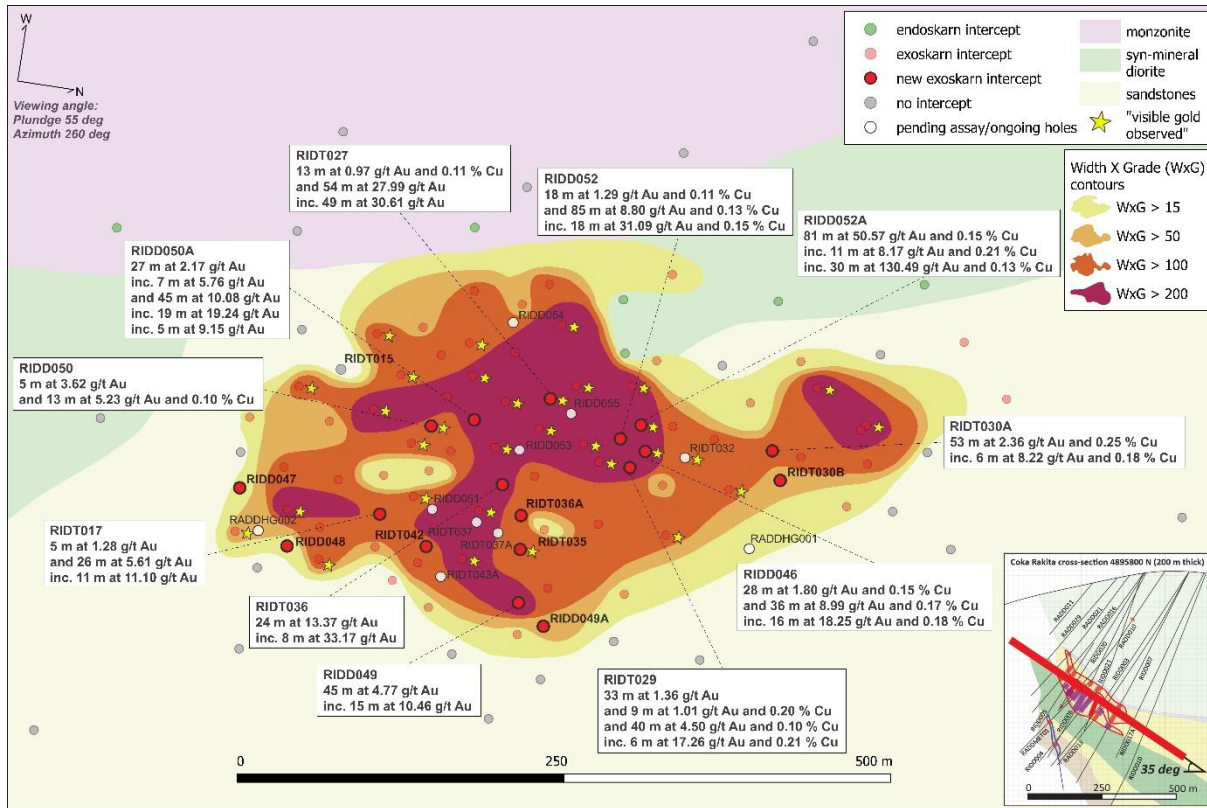 W
N
Viewing angle:
Plundge 55 deg
Azimuth 260 deg
endoskarn intercept
exoskarn intercept
new exoskarn intercept
no intercept
pending assay/ongoing holes
monzonite
syn-mineral
diorite
sandstones
"visible gold
observed"
Width X Grade (WxG)
contours
WxG > 15
WxG > 50
WxG > 100
WxG > 200
RIDT027
13 m at 0.97 g/t Au and 0.11 % Cu
and 54 m at 27.99 g/t Au
inc. 49 m at 30.61 g/t Au
RIDD052
18 m at 1.29 g/t Au and 0.11 % Cu
and 85 m at 8.80 g/t Au and 0.13 % Cu
inc. 18 m at 31.09 g/t Au and 0.15 % Cu
RIDD052A
81 m at 50.57 g/t Au and 0.15 % Cu
inc. 11 m at 8.17 g/t Au and 0.21 % Cu
inc. 30 m at 130.49 g/t Au and 0.13 % Cu
RIDD050A
27 m at 2.17 g/t Au
inc. 7 m at 5.76 g/t Au
and 45 m at 10.08 g/t Au
inc. 19 m at 19.24 g/t Au
inc. 5 m at 9.15 g/t Au
RIDD050
5 m at 3.62 g/t Au
and 13 m at 5.23 g/t Au and 0.10 % Cu
RIDD054
RIDT015
RIDD055
RIDD053
RIDT032
RIDT030A
53 m at 2.36 g/t Au and 0.25 % Cu
inc. 6 m at 8.22 g/t Au and 0.18 % Cu
RIDT030B
RIDD047
RADDHG002
RIDD048
RIDD051
RIDT036A
RIDT042
RIDT037
RIDT037A
RIDT035
RIDT043A
RADDHG001
RIDD049A
RIDT017
5 m at 1.28 g/t Au
and 26 m at 5.61 g/t Au
inc. 11 m at 11.10 g/t Au
RIDT036
24 m at 13.37 g/t Au
inc. 8 m at 33.17 g/t Au
RIDD049
45 m at 4.77 g/t Au
inc. 15 m at 10.46 g/t Au
RIDD046
28 m at 1.80 g/t Au and 0.15 % Cu
and 36 m at 8.99 g/t Au and 0.17 % Cu
inc. 16 m at 18.25 g/t Au and 0.18 % Cu
RIDT029
33 m at 1.36 g/t Au
and 9 m at 1.01 g/t Au and 0.20 % Cu
and 40 m at 4.50 g/t Au and 0.10 % Cu
inc. 6 m at 17.26 g/t Au and 0.21 % Cu
0
250
500 m
Coka Rakita cross-section 4895800 N (200 m thick)
35 deg
0
250
500 m